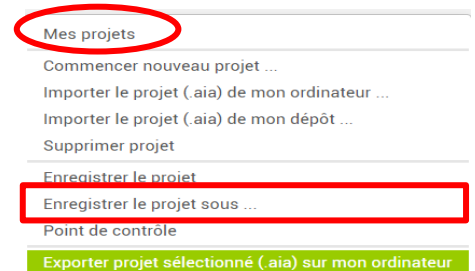 Mes projets
Commencer nouveau projet ...
Importer le projet (.aia) de mon ordinateur ...
Importer le projet (.aia) de mon dépôt ...
Supprimer projet
Enregistrer le projet
Enregistrer le projet sous ...
Point de contrôle
Exporter projet sélectionné (.aia) sur mon ordinateur